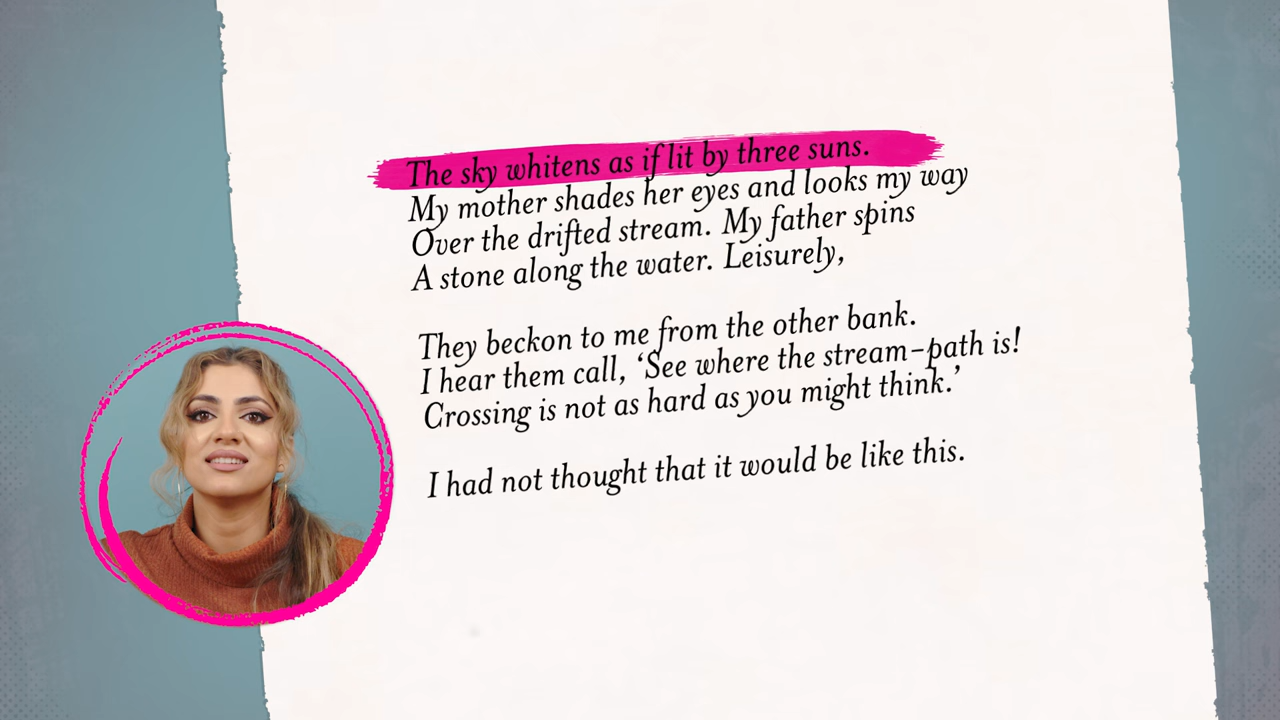 The sky whitens as if lit by three suns.
My mother shades her eyes and looks my way
Over the drifted stream. My father spins
A stone along the water. Leisurely,
They beckon to me from the other bank.
I hear them call, ‘See where the stream-path is!
Crossing is not as hard as you might think.’
I had not thought that it would be like this.